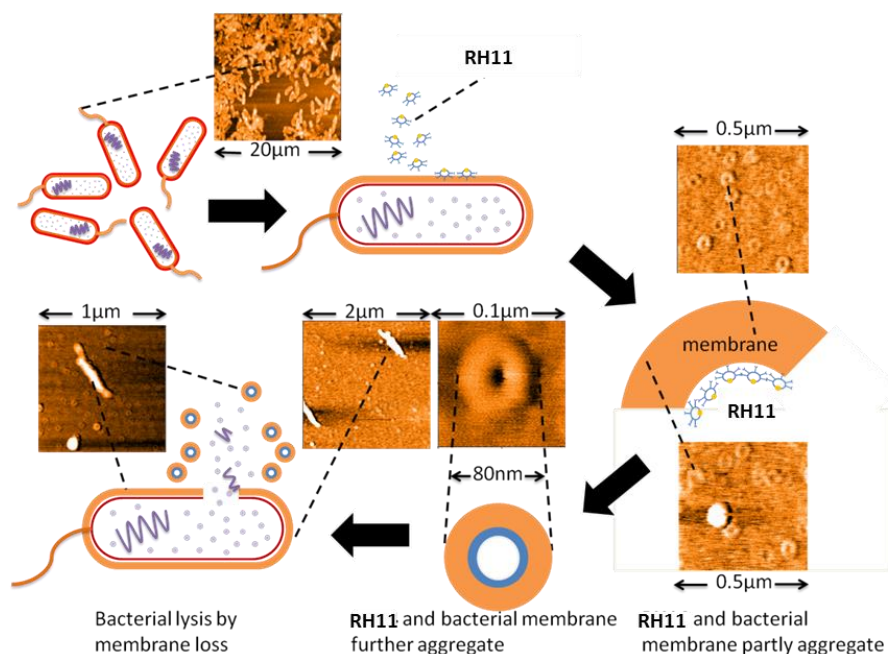 RH11
20μm
0.5μm
1μm
2μm
0.1μm
membrane
RH11
80nm
0.5μm
Bacterial lysis by
membrane loss
RH11 and bacterial membrane
further aggregate
RH11 and bacterial
membrane partly aggregate